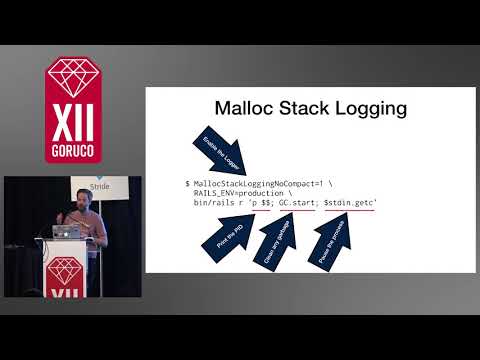 XII
GORUCO
Stride
XII
Malloc Stack Logging
Enable the Logger
$ MallocStackLoggingNoCompact=1 \
RAILS_ENV=production \
bin/rails r 'p $$; GC.start; $stdin.getc'
Print the PID
Clean any garbage
Pause the process